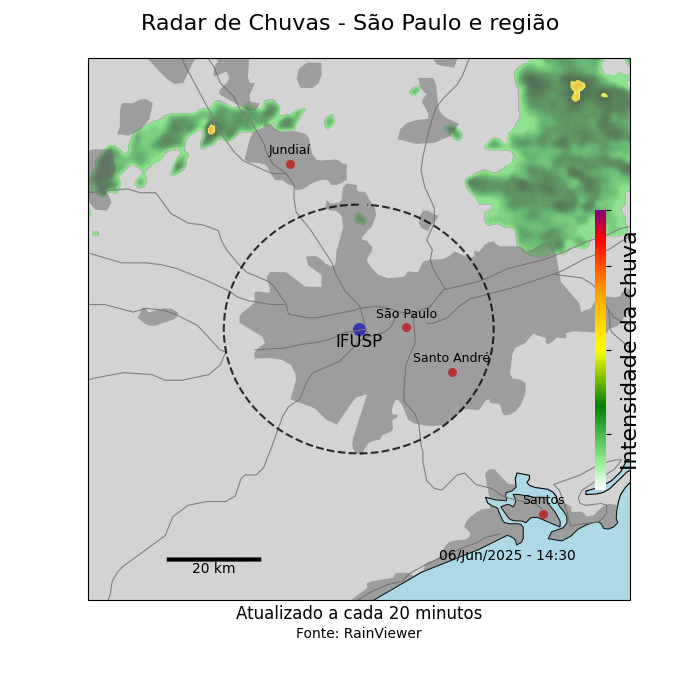 Radar de Chuvas - São Paulo e região
Jundiaí
São Paulo
IFUSP
Santo André
Intensidade da chuva
Santos
06/Jun/2025 - 14:30
20 km
Atualizado a cada 20 minutos
Fonte: RainViewer